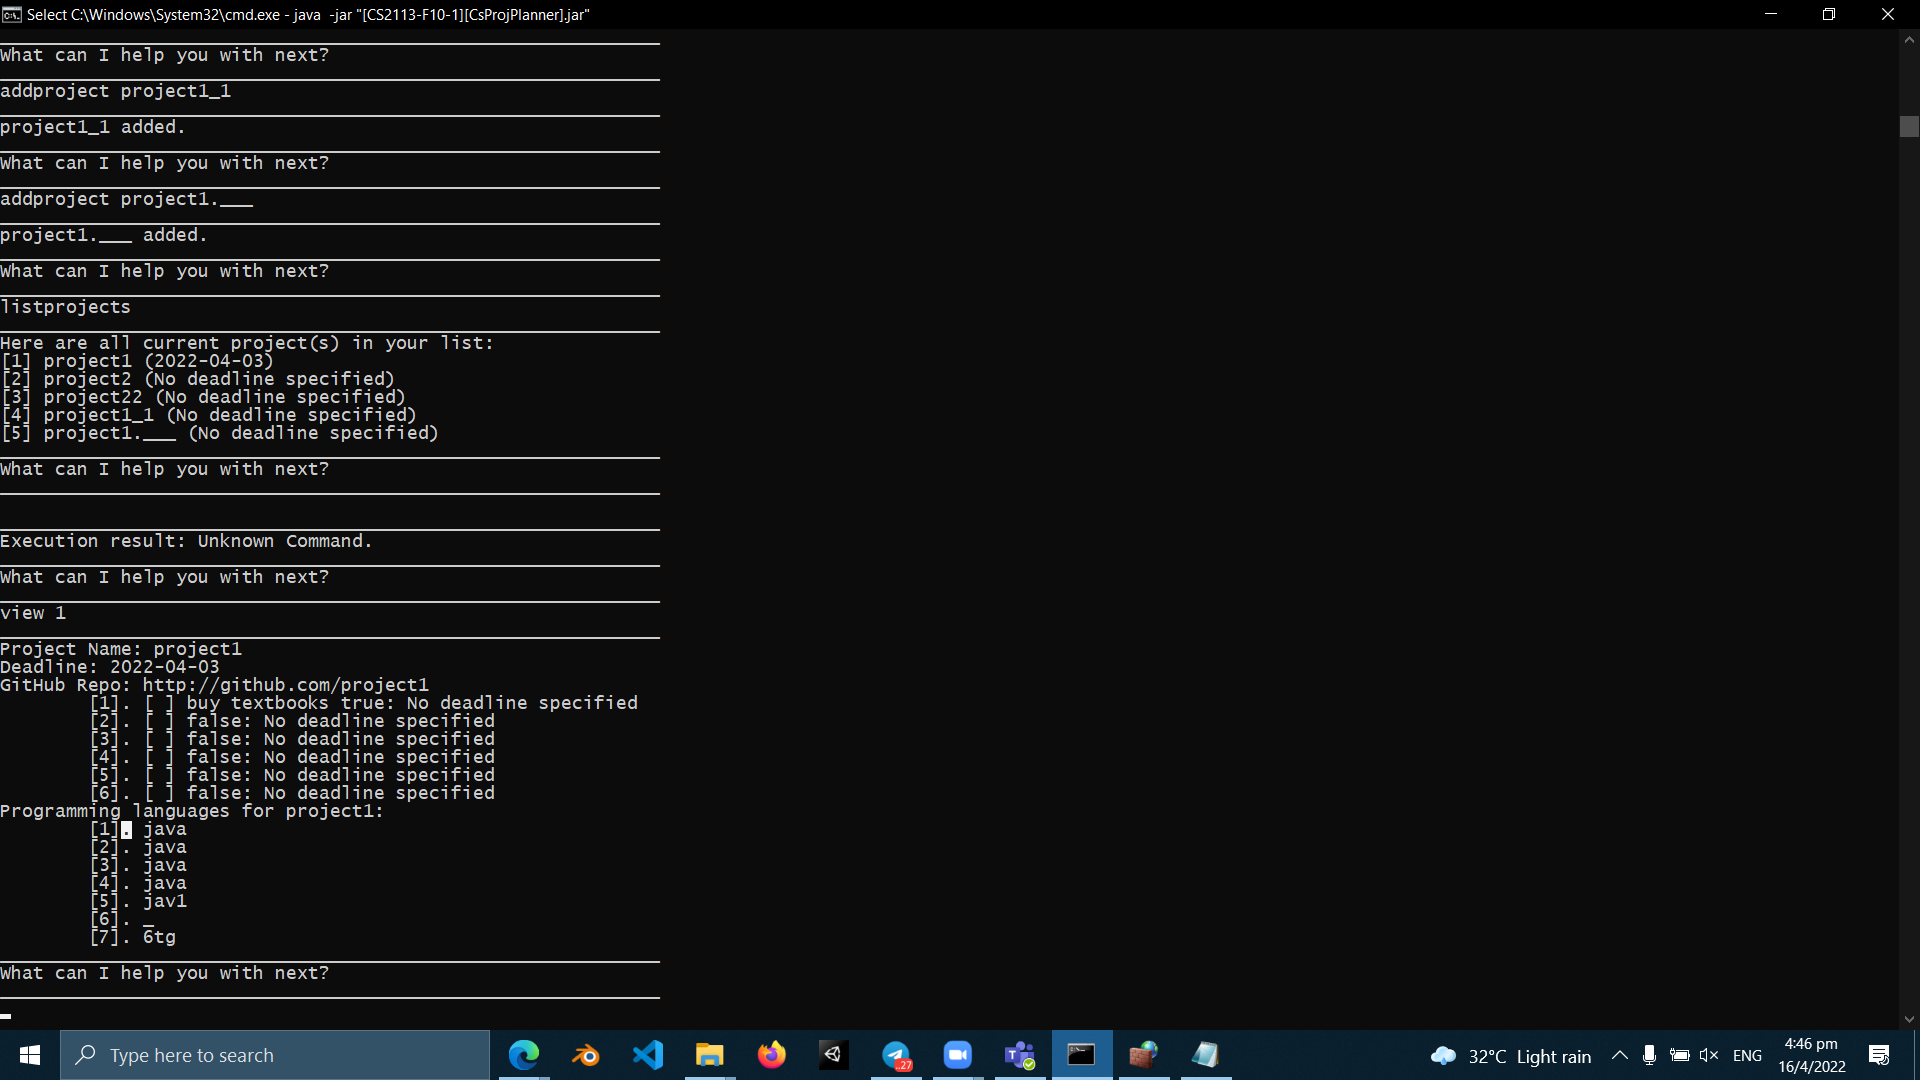 Select C:\Windows\System32\cmd.exe - java  -jar "[CS2113-F10-1][CsProjPlanner].jar"
What can I help you with next?
addproject project1_1
project1_1 added.
What can I help you with next?
addproject project1.___
project1.___ added.
What can I help you with next?
listprojects
Here are all current project(s) in your list:
[1] project1 (2022-04-03)
[2] project2 (No deadline specified)
[3] project22 (No deadline specified)
[4] project1_1 (No deadline specified)
[5] project1.___ (No deadline specified)
What can I help you with next?
Execution result: Unknown Command.
What can I help you with next?
view 1
Project Name: project1
Deadline: 2022-04-03
GitHub Repo: http://github.com/project1
[1]. [ ] buy textbooks true: No deadline specified
[2]. [ ] false: No deadline specified
[3]. [ ] false: No deadline specified
[4]. [ ] false: No deadline specified
[5]. [ ] false: No deadline specified
[6]. [ ] false: No deadline specified
Programming languages for project1:
[1]. java
[2]. java
[3]. java
[4]. java
[5]. jav1
[6]. _
[7]. 6tg
What can I help you with next?
Type here to search
..27
32°C Light rain
ENG
4:46 pm
16/4/2022